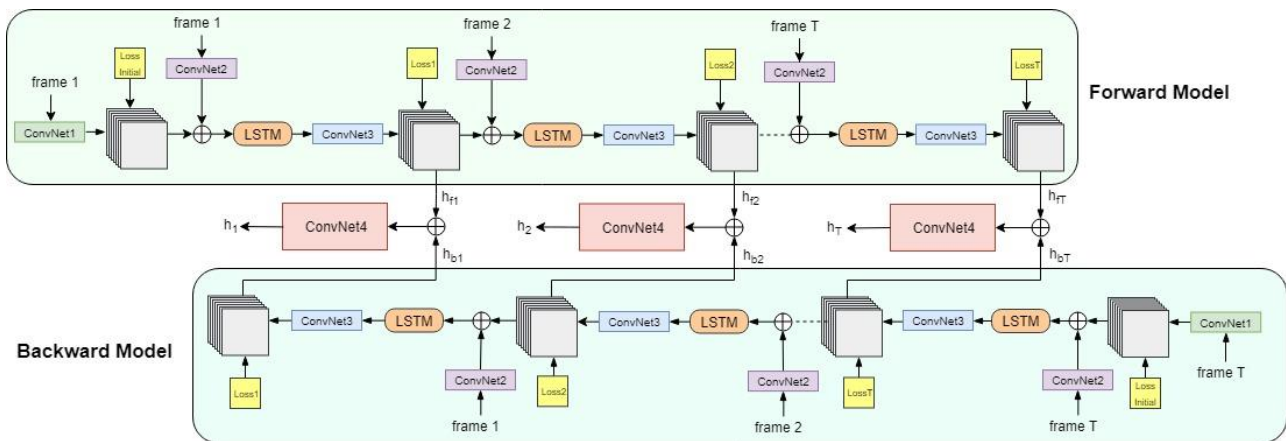 frame 1
frame 2
frame T
Loss Initial
ConvNet2
Loss1
ConvNet2
Loss2
ConvNet2
LossT
frame 1
Forward Model
ConvNet1
LSTM
ConvNet3
LSTM
ConvNet3
LSTM
ConvNet3
hf1
hf2
hfT
h1
ConvNet4
h2
ConvNet4
hT
ConvNet4
hb1
hb2
hbT
ConvNet3
LSTM
ConvNet3
LSTM
ConvNet3
LSTM
ConvNet1
Backward Model
Loss1
ConvNet2
Loss2
ConvNet2
LossT
ConvNet2
Loss Initial
frame T
frame 1
frame 2
frame T